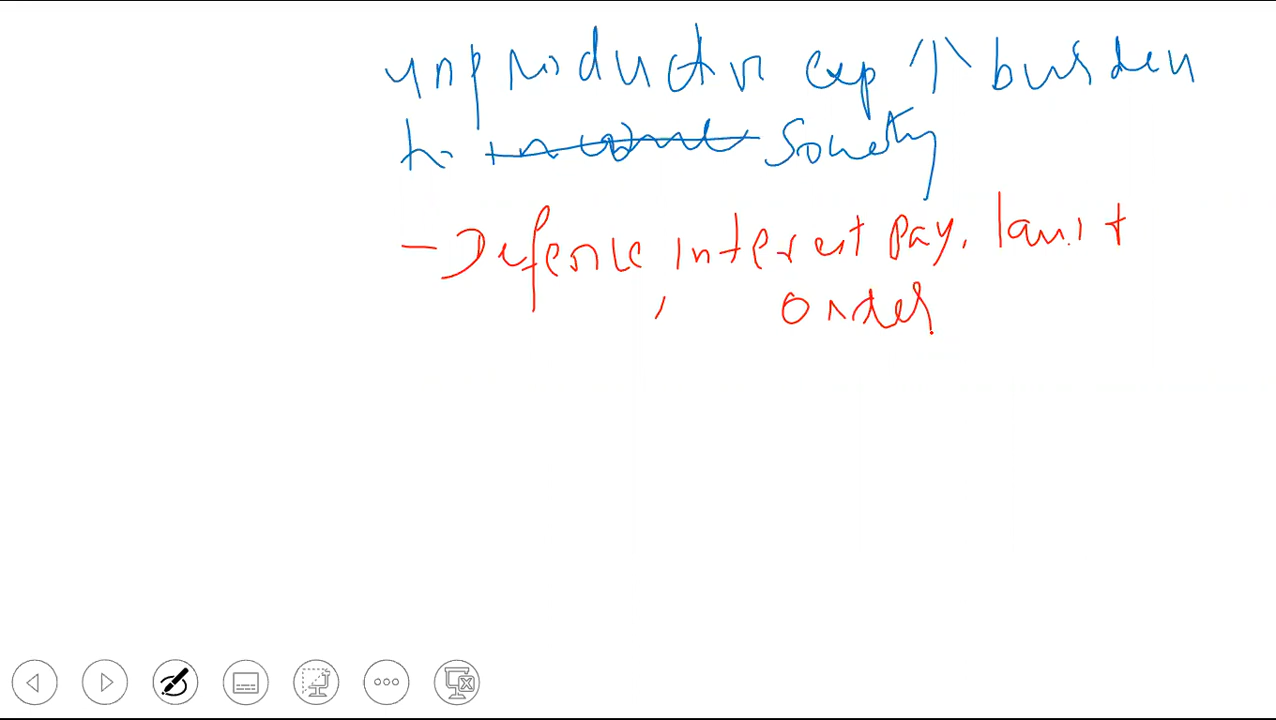 unproductive exp ↑ burden
to society
- Defence, interest pay, law +
order